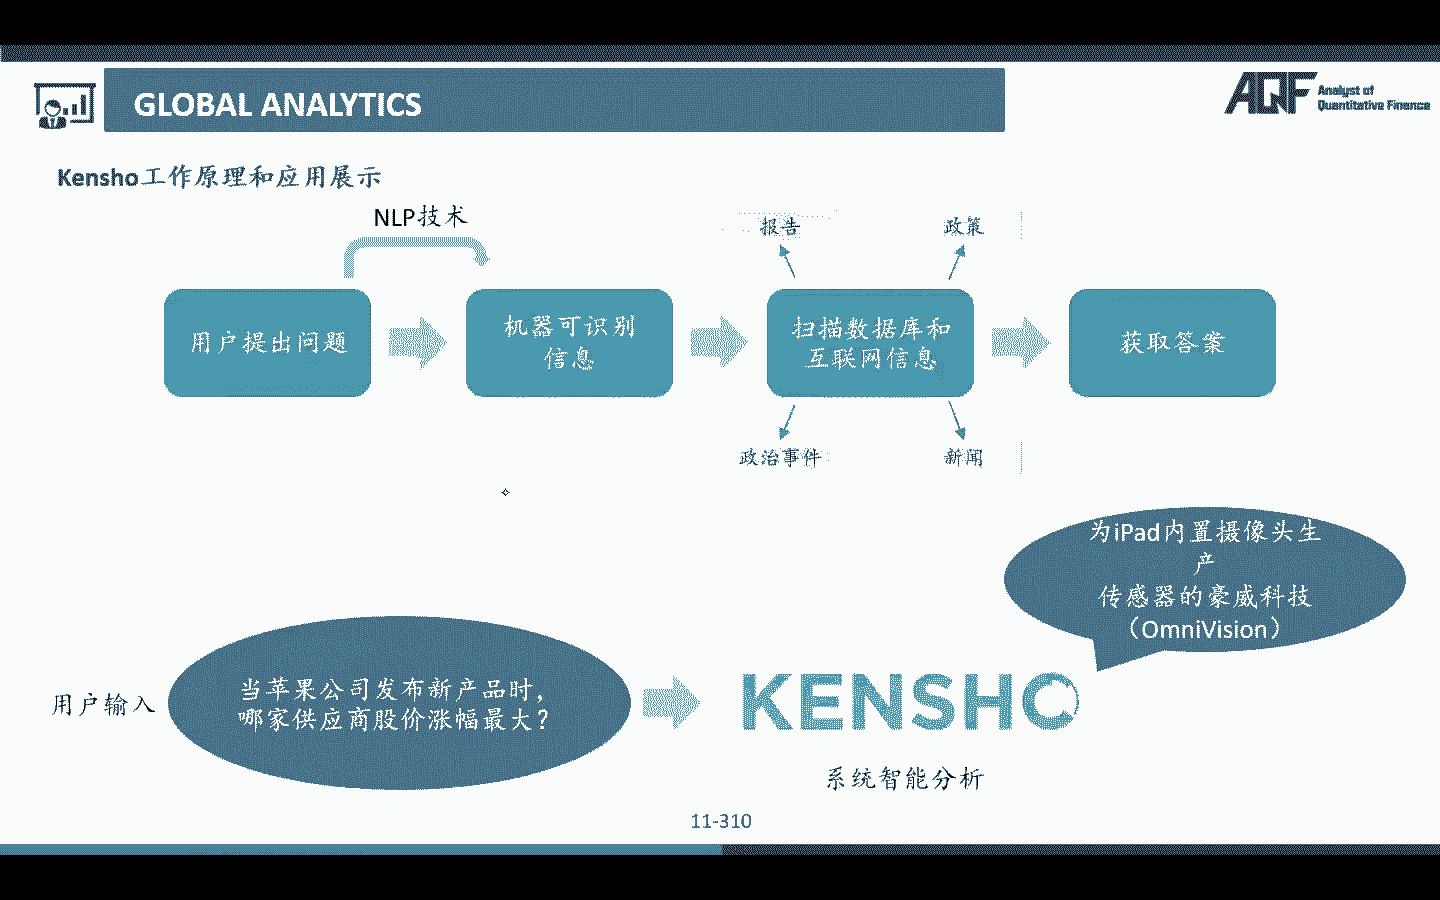 GLOBAL ANALYTICS
AQF
Analyst of
Quantitative Finance
Kensho工作原理和应用展示
NLP技术
报告
政策
用户提出问题
机器可识别
信息
扫描数据库和
互联网信息
获取答案
政治事件
新闻
为iPad内置摄像头生
产
传感器的豪威科技
（OmniVision）
用户输入
当苹果公司发布新产品时，
哪家供应商股价涨幅最大？
KENSHO
系统智能分析
11-310